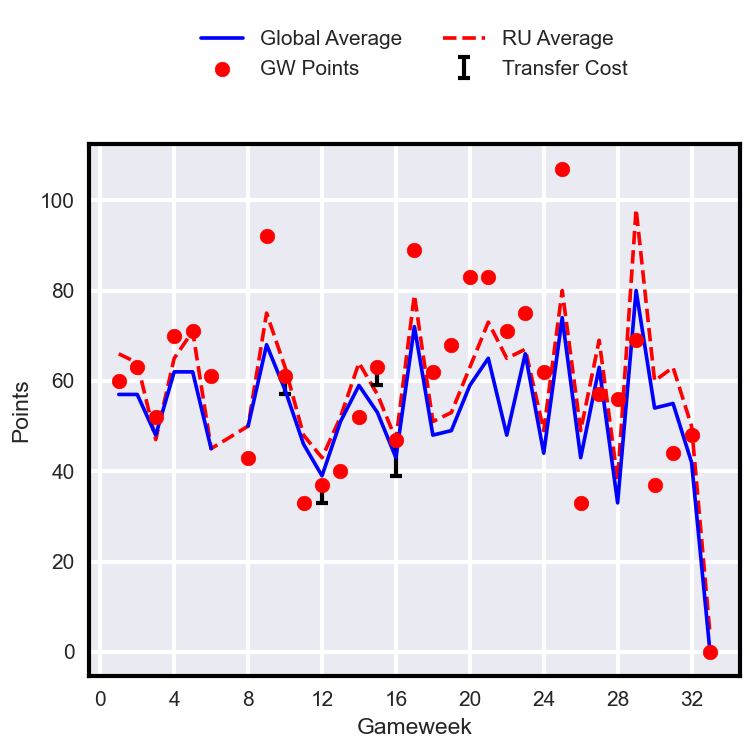 Global Average
RU Average
GW Points
Transfer Cost
100
80
60
40
20
0
Points
0 4 8 12 16 20 24 28 32
Gameweek